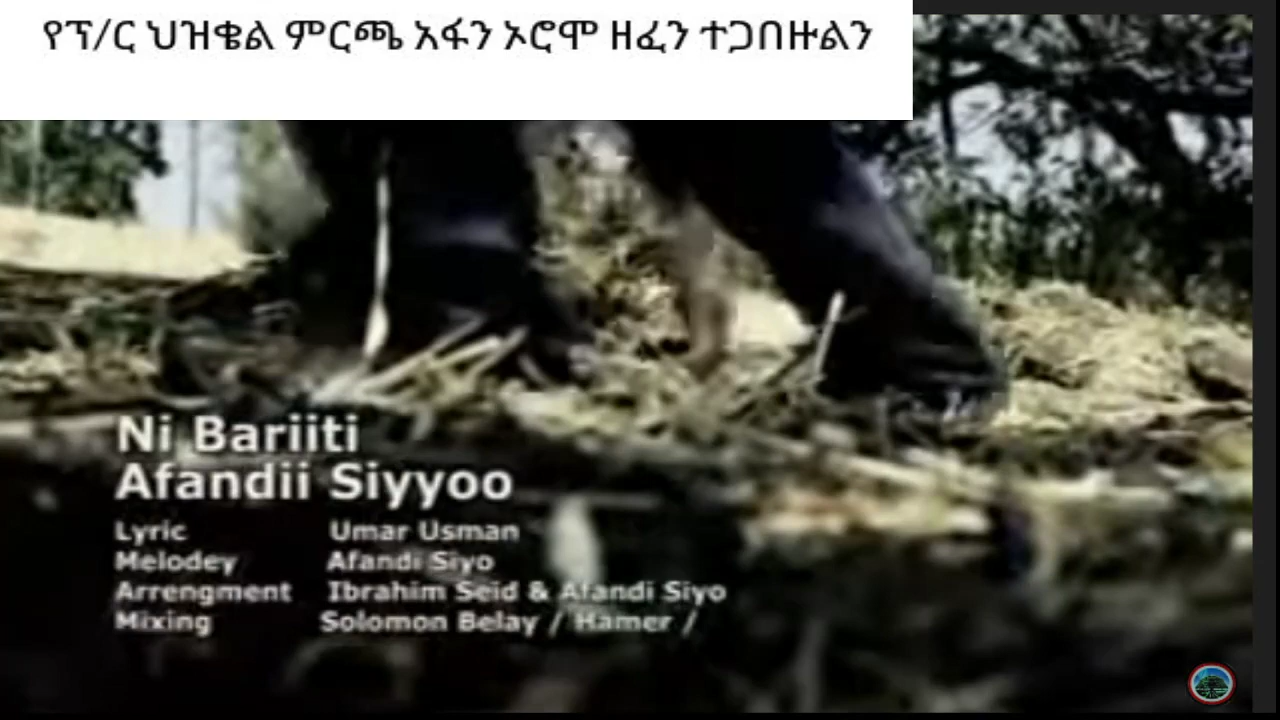 የፕ/ር ህዝቄል ምርጫ አፋን ኦሮሞ ዘፈን ተጋበዙልን
Ni Bariiti
Afandii Siyyoo
Lyric Umar Usman
Melodey Afandi Siyo
Arrengment Ibrahim Seid & Afandi Siyo
Mixing Solomon Belay / Hamer /